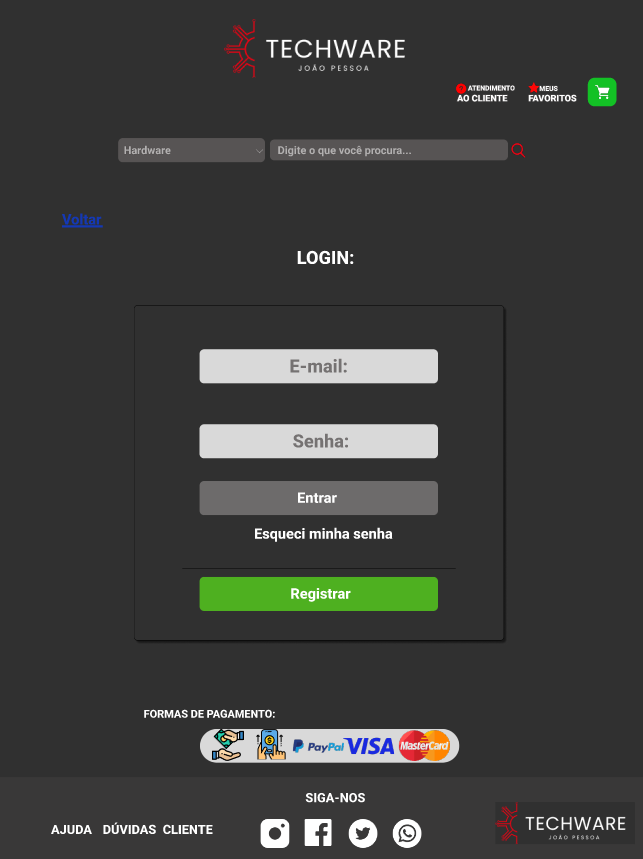 TECHWARE
JOÃO PESSOA
ATENDIMENTO
AO CLIENTE
MEUS
FAVORITOS
Hardware
Digite o que você procura...
Voltar
LOGIN:
E-mail:
Senha:
Entrar
Esqueci minha senha
Registrar
FORMAS DE PAGAMENTO:
PayPal VISA MasterCard
SIGA-NOS
AJUDA DÚVIDAS CLIENTE
TECHWARE
JOÃO PESSOA